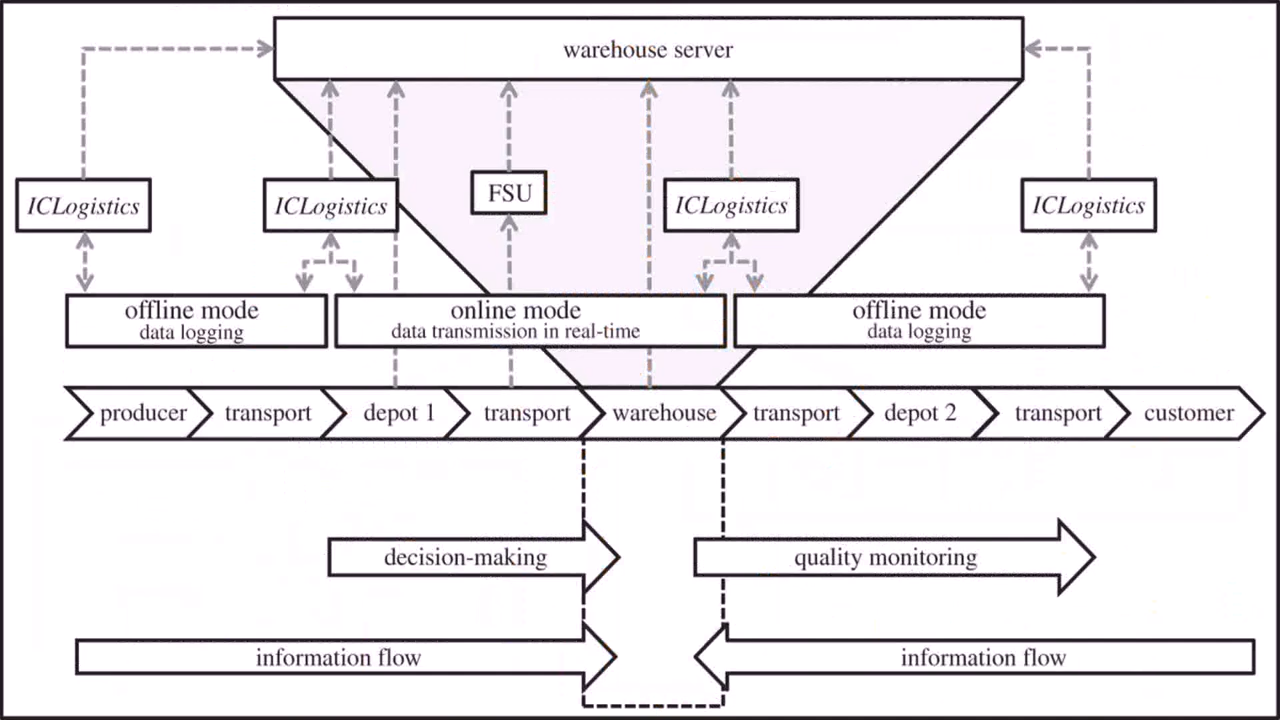 warehouse server
ICLogistics
ICLogistics
FSU
ICLogistics
ICLogistics
offline mode
data logging
online mode
data transmission in real-time
offline mode
data logging
producer
transport
depot 1
transport
warehouse
transport
depot 2
transport
customer
decision-making
quality monitoring
information flow
information flow